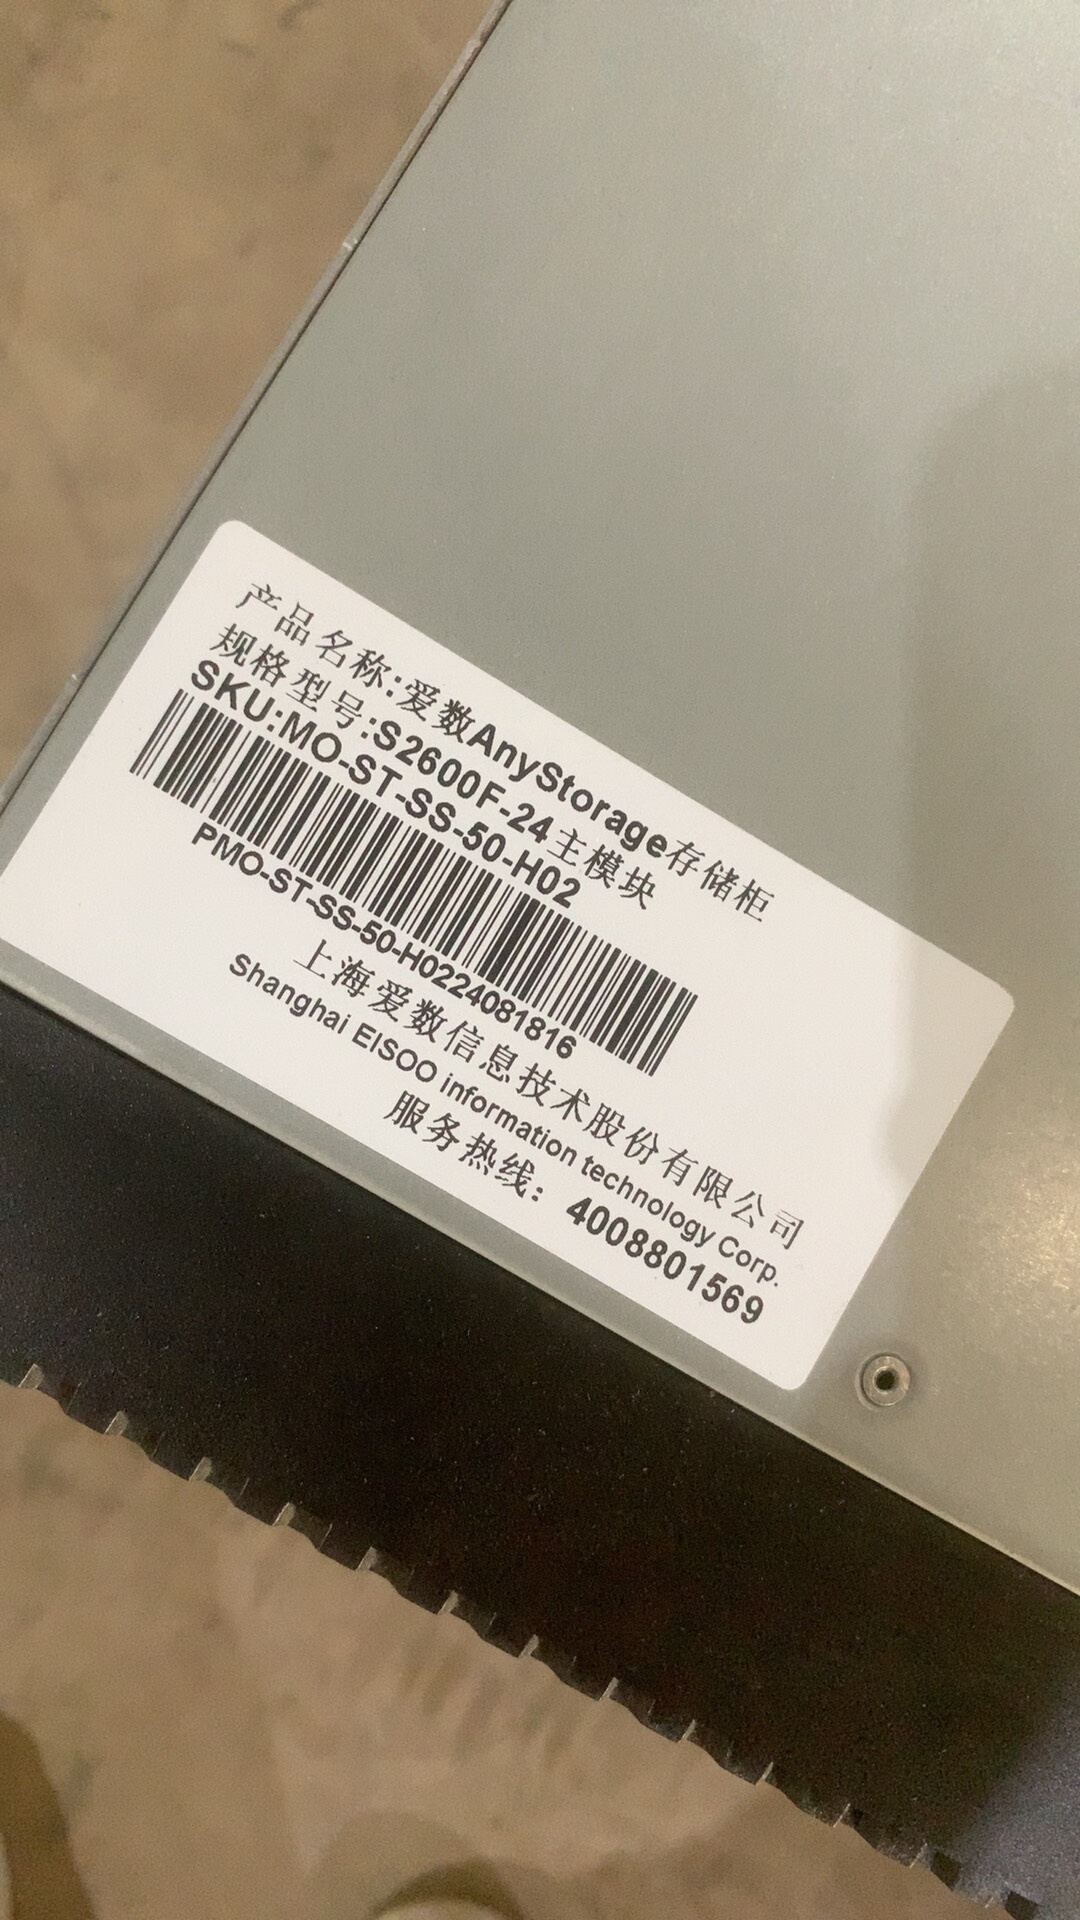 产品名称:爱数AnyStorage存储柜
规格型号:S2600F-24主模块
SKU:MO-ST-SS-50-H02
PMO-ST-SS-50-H0224081816
上海爱数信息技术股份有限公司
Shanghai EISOO information technology Corp.
服务热线: 4008801569